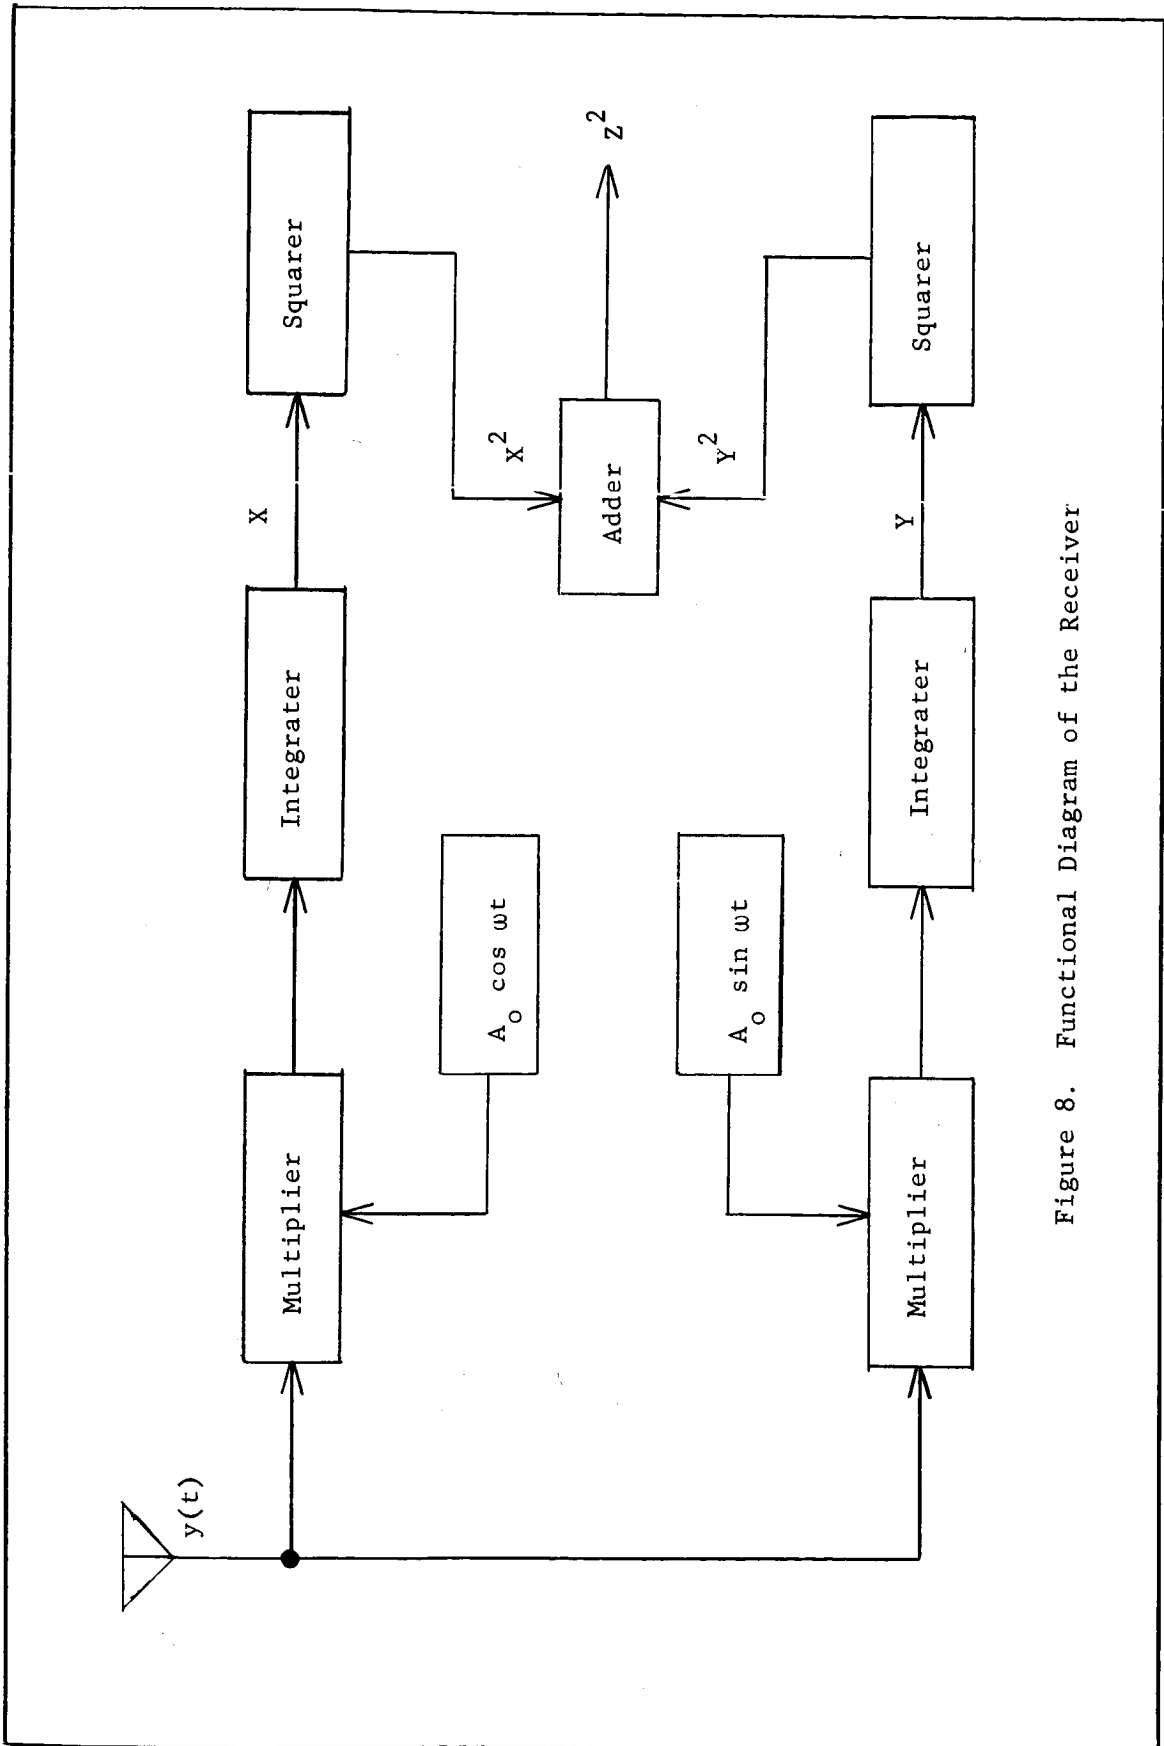 y(t)
Multiplier
Integrater
X
Squarer
A₀ cos ωt
X²
Adder
Z²
A₀ sin ωt
Y²
Multiplier
Integrater
Y
Squarer
Figure 8. Functional Diagram of the Receiver